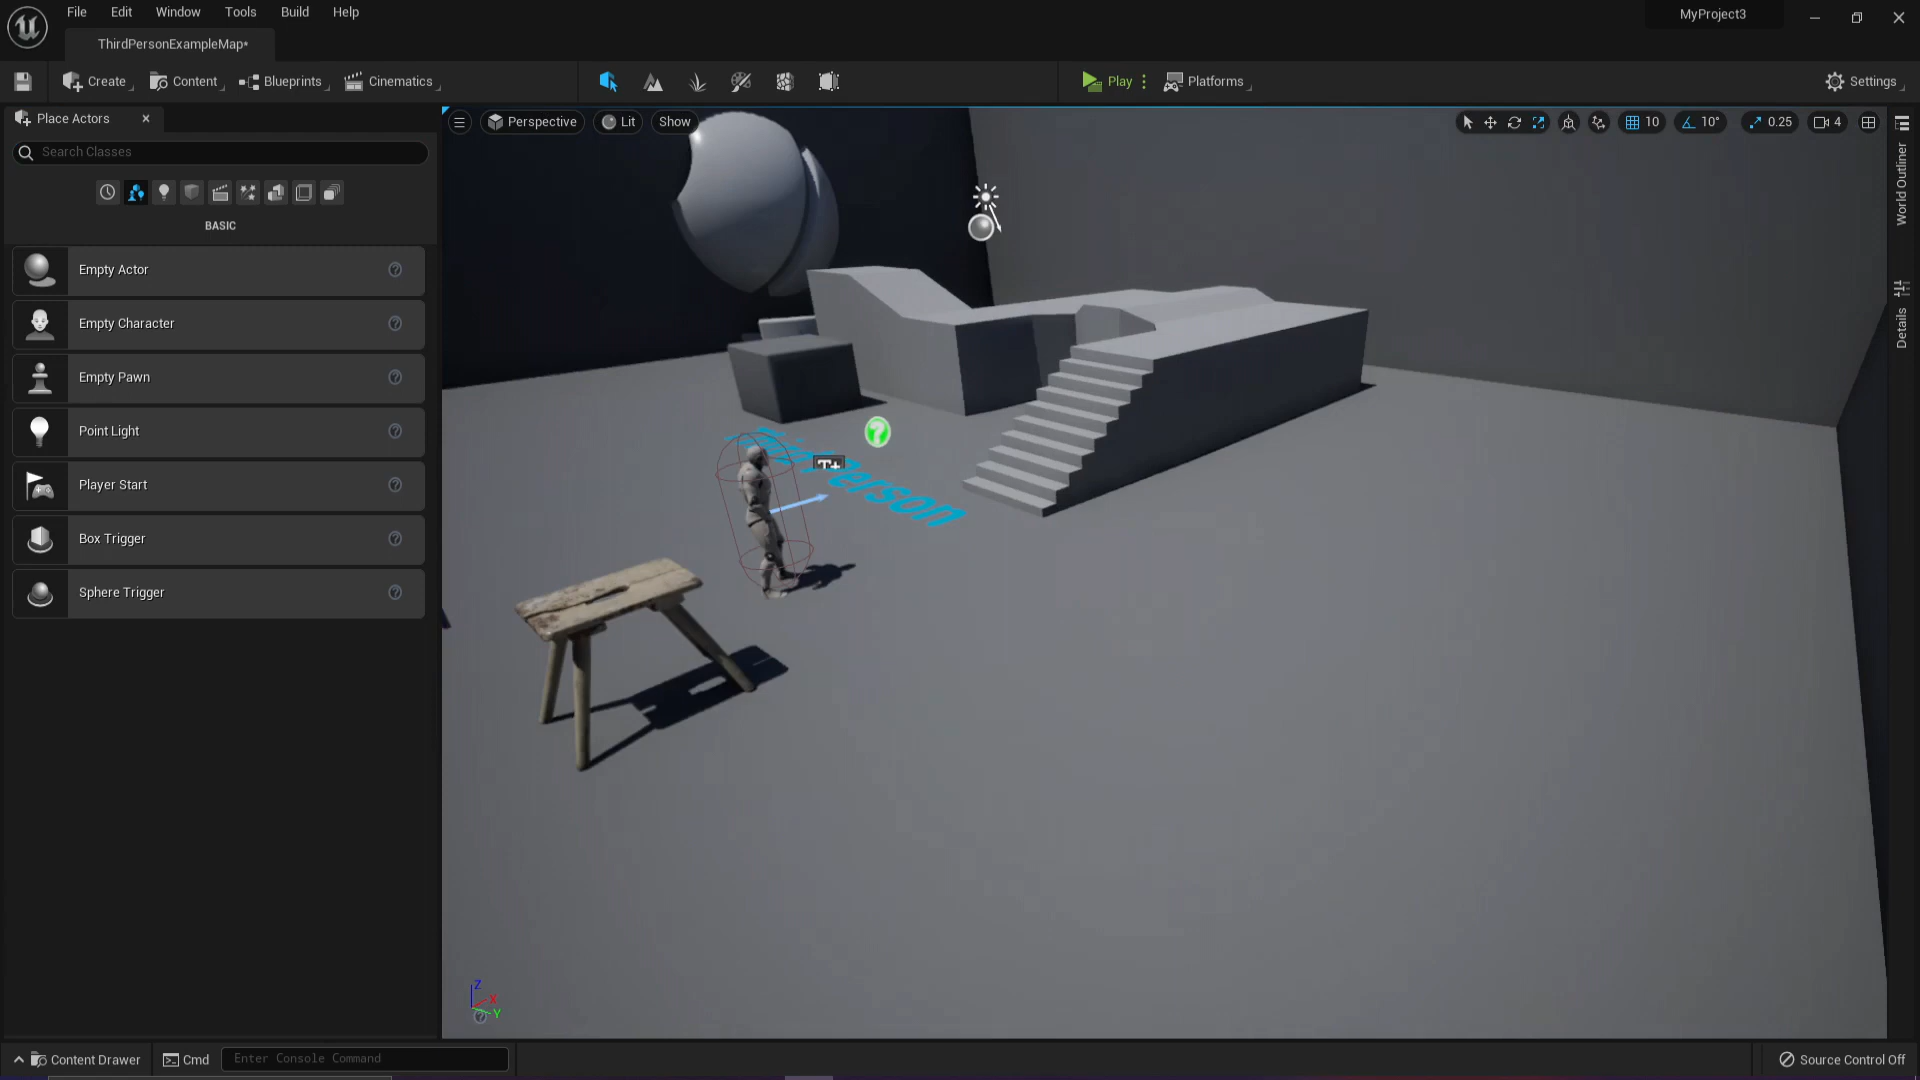 File Edit Window Tools Build Help
MyProject3
ThirdPersonExampleMap*
Create Content Blueprints Cinematics Play Platforms Settings
Place Actors
Search Classes
BASIC
Empty Actor
Empty Character
Empty Pawn
Point Light
Player Start
Box Trigger
Sphere Trigger
Perspective Lit Show
10 10° 0.25 4
World Outliner
Details
T+
erson
Z
X
Y
Content Drawer Cmd Enter Console Command Source Control Off